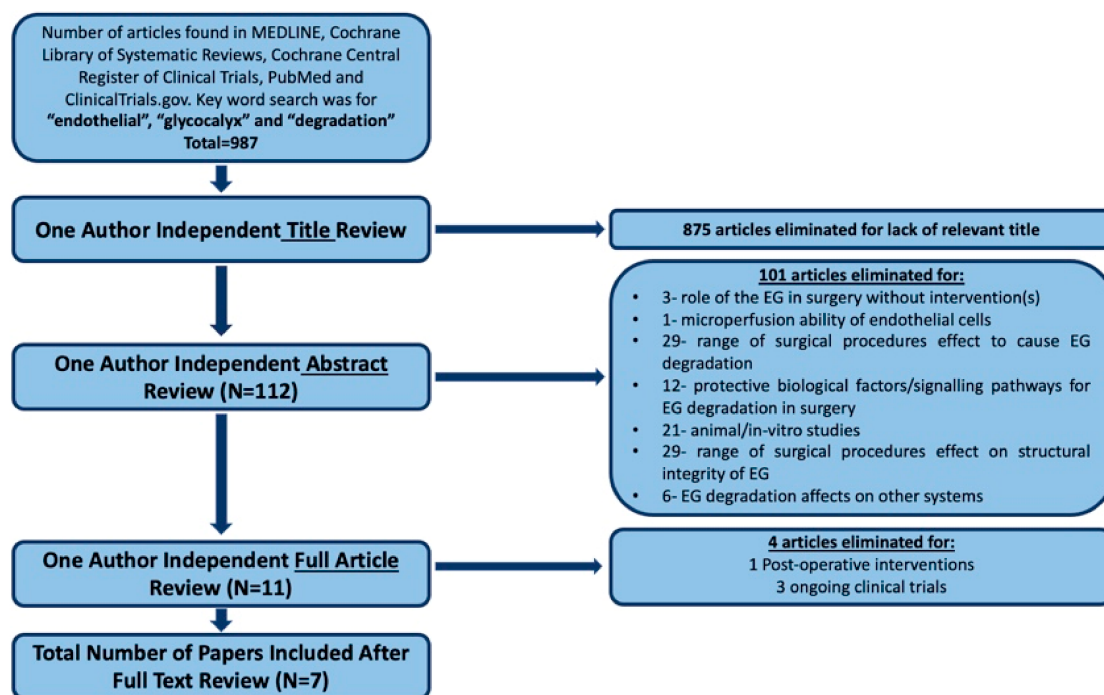 Number of articles found in MEDLINE, Cochrane
Library of Systematic Reviews, Cochrane Central
Register of Clinical Trials, PubMed and
ClinicalTrials.gov. Key word search was for
“endothelial”, “glycocalyx” and “degradation”
Total=987
One Author Independent Title Review
875 articles eliminated for lack of relevant title
101 articles eliminated for:
• 3- role of the EG in surgery without intervention(s)
• 1- microperfusion ability of endothelial cells
• 29- range of surgical procedures effect to cause EG
degradation
• 12- protective biological factors/signalling pathways for
EG degradation in surgery
• 21- animal/in-vitro studies
• 29- range of surgical procedures effect on structural
integrity of EG
• 6- EG degradation affects on other systems
One Author Independent Abstract
Review (N=112)
One Author Independent Full Article
Review (N=11)
4 articles eliminated for:
1 Post-operative interventions
3 ongoing clinical trials
Total Number of Papers Included After
Full Text Review (N=7)